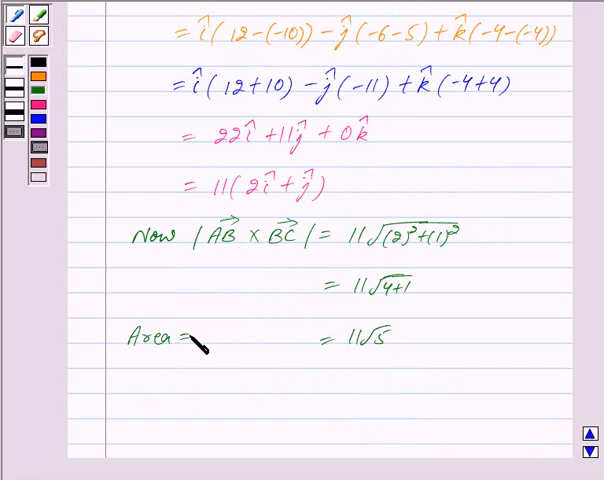 = î(12-(-10)) - ĵ(-6-5) + k̂(-4-(-4))
= î(12+10) - ĵ(-11) + k̂(-4+4)
= 22î + 11ĵ + 0k̂
= 11(2î + ĵ)
Now |AB⃗ × BC⃗| = 11√((2)²+(1)²)
= 11√(4+1)
Area = = 11√5